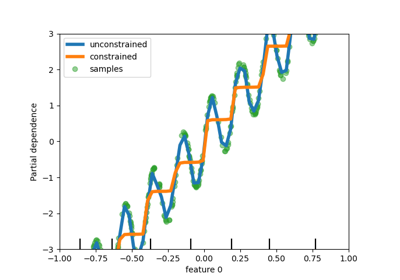 3
2
1
0
−1
−2
−3
Partial dependence
unconstrained
constrained
samples
−1.00 −0.75 −0.50 −0.25 0.00 0.25 0.50 0.75 1.00
feature 0